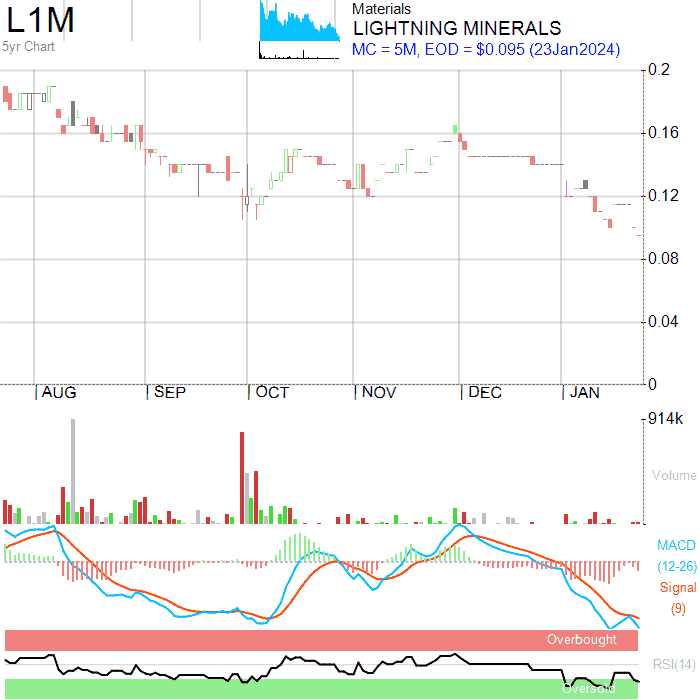 L1M
5yr Chart
Materials
LIGHTNING MINERALS
MC = 5M, EOD = $0.095 (23Jan2024)
0.2
0.16
0.12
0.08
0.04
0
AUG SEP OCT NOV DEC JAN
914k
Volume
MACD
(12-26)
Signal
(9)
Overbought
RSI(14)
Oversold